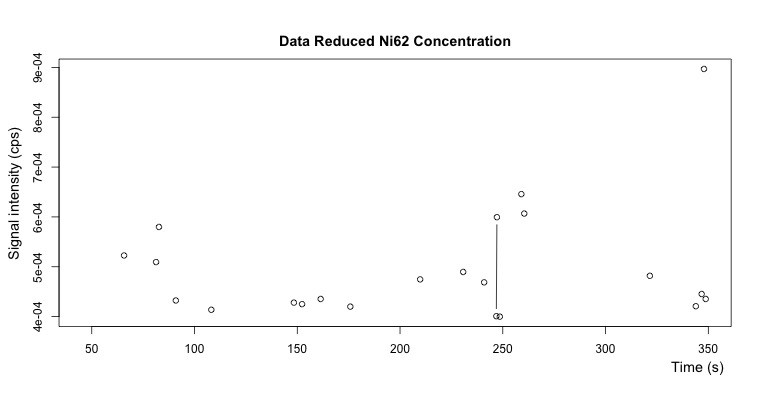 Data Reduced Ni62 Concentration
Signal intensity (cps)
9e-04
8e-04
7e-04
6e-04
5e-04
4e-04
50 100 150 200 250 300 350
Time (s)